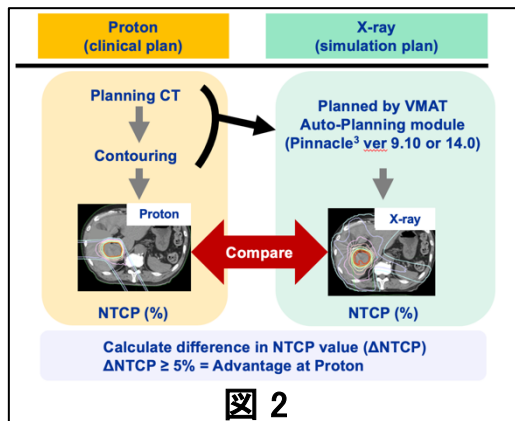 Proton
(clinical plan)
X-ray
(simulation plan)
Planning CT
Contouring
Proton
NTCP (%)
Planned by VMAT
Auto-Planning module
(Pinnacle³ ver 9.10 or 14.0)
X-ray
NTCP (%)
Compare
Calculate difference in NTCP value (ΔNTCP)
ΔNTCP ≥ 5% = Advantage at Proton
図 2